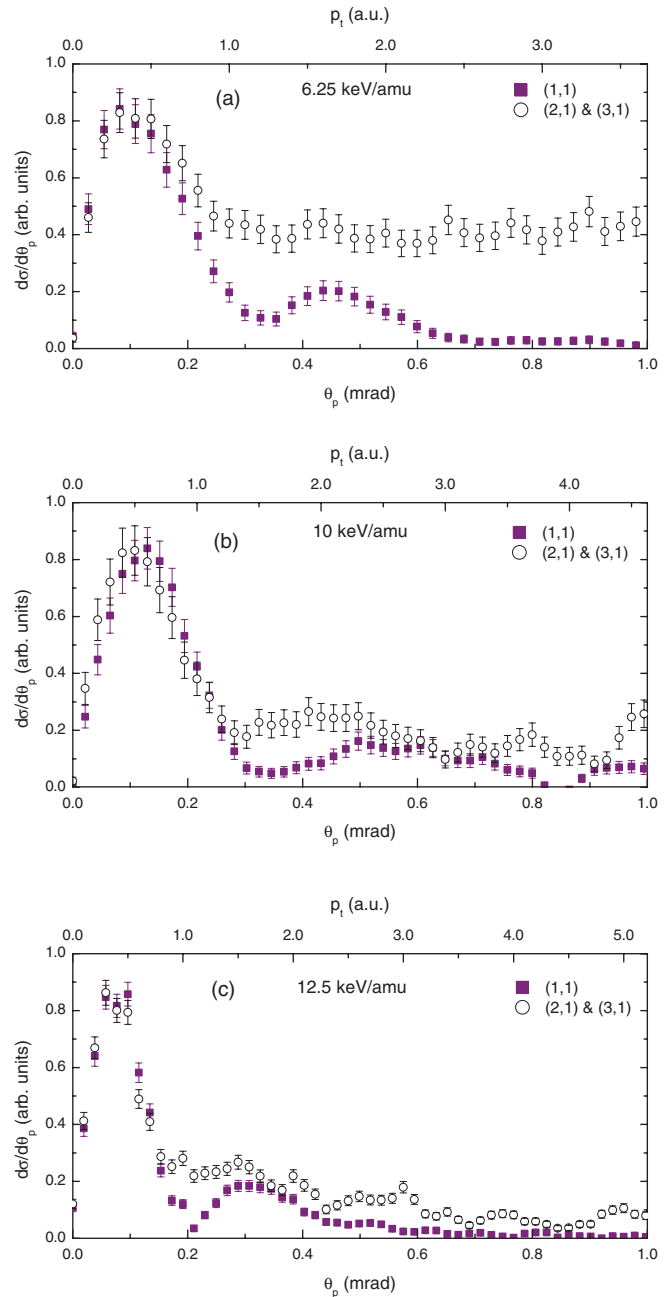 p_t (a.u.)
0.0 1.0 2.0 3.0
1.0
(a)
6.25 keV/amu
(1,1)
(2,1) & (3,1)
0.8
0.6
0.4
0.2
0.0
dσ/dθ_p (arb. units)
0.0 0.2 0.4 0.6 0.8 1.0
θ_p (mrad)
p_t (a.u.)
0.0 1.0 2.0 3.0 4.0
1.0
(b)
10 keV/amu
(1,1)
(2,1) & (3,1)
0.8
0.6
0.4
0.2
0.0
dσ/dθ_p (arb. units)
0.0 0.2 0.4 0.6 0.8 1.0
θ_p (mrad)
p_t (a.u.)
0.0 1.0 2.0 3.0 4.0 5.0
1.0
(c)
12.5 keV/amu
(1,1)
(2,1) & (3,1)
0.8
0.6
0.4
0.2
0.0
dσ/dθ_p (arb. units)
0.0 0.2 0.4 0.6 0.8 1.0
θ_p (mrad)